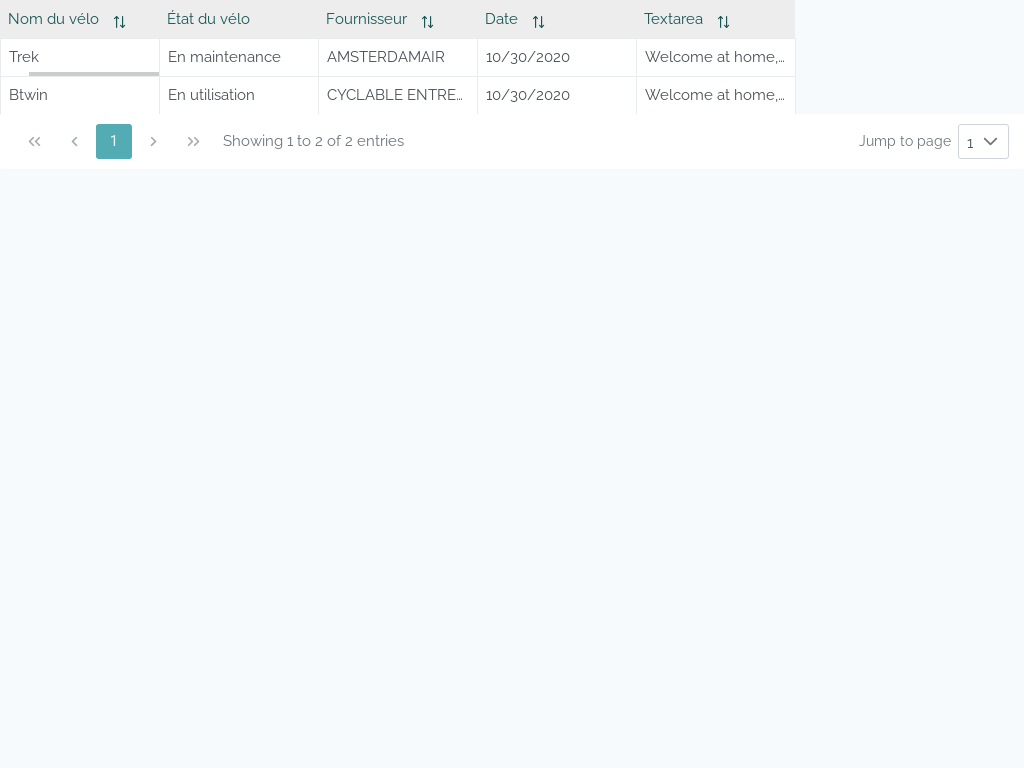 Nom du vélo État du vélo Fournisseur Date Textarea
Trek En maintenance AMSTERDAMAIR 10/30/2020 Welcome at home,...
Btwin En utilisation CYCLABLE ENTRE... 10/30/2020 Welcome at home,...
1 Showing 1 to 2 of 2 entries Jump to page 1